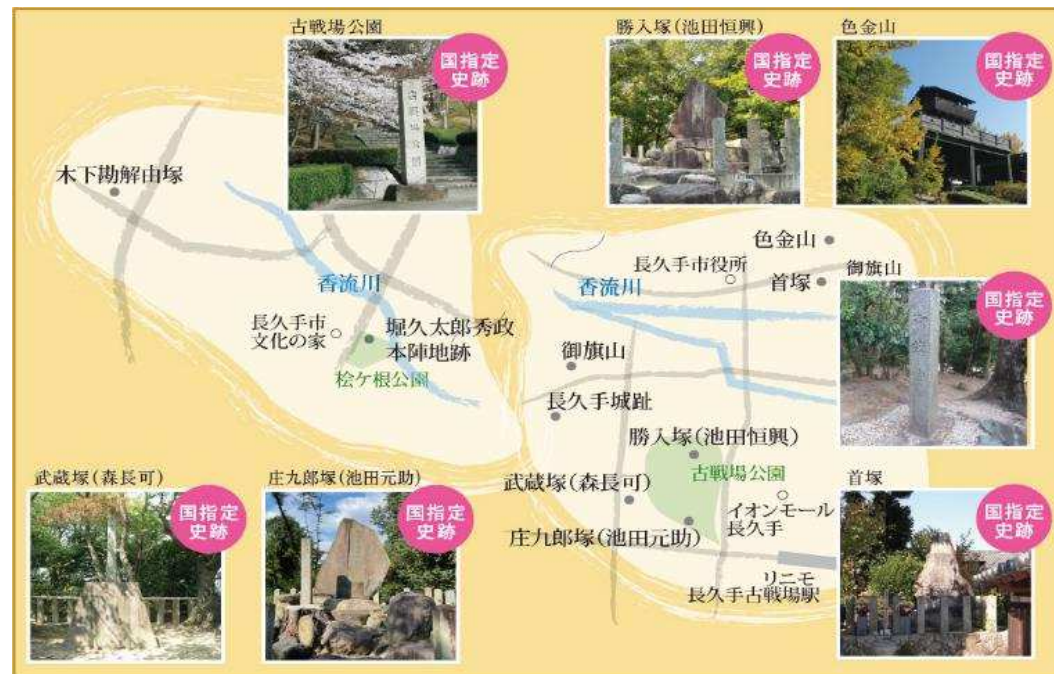 古戦場公園
国指定
史跡
勝入塚(池田恒興)
国指定
史跡
色金山
国指定
史跡
古戦場公園
木下勘解由塚
香流川
長久手市
文化の家
堀久太郎秀政
本陣地跡
桧ケ根公園
色金山
長久手市役所
首塚
御旗山
国指定
史跡
香流川
御旗山
長久手城趾
勝入塚(池田恒興)
古戦場公園
武蔵塚(森長可)
イオンモール
長久手
庄九郎塚(池田元助)
リニモ
長久手古戦場駅
武蔵塚(森長可)
国指定
史跡
庄九郎塚(池田元助)
国指定
史跡
首塚
国指定
史跡